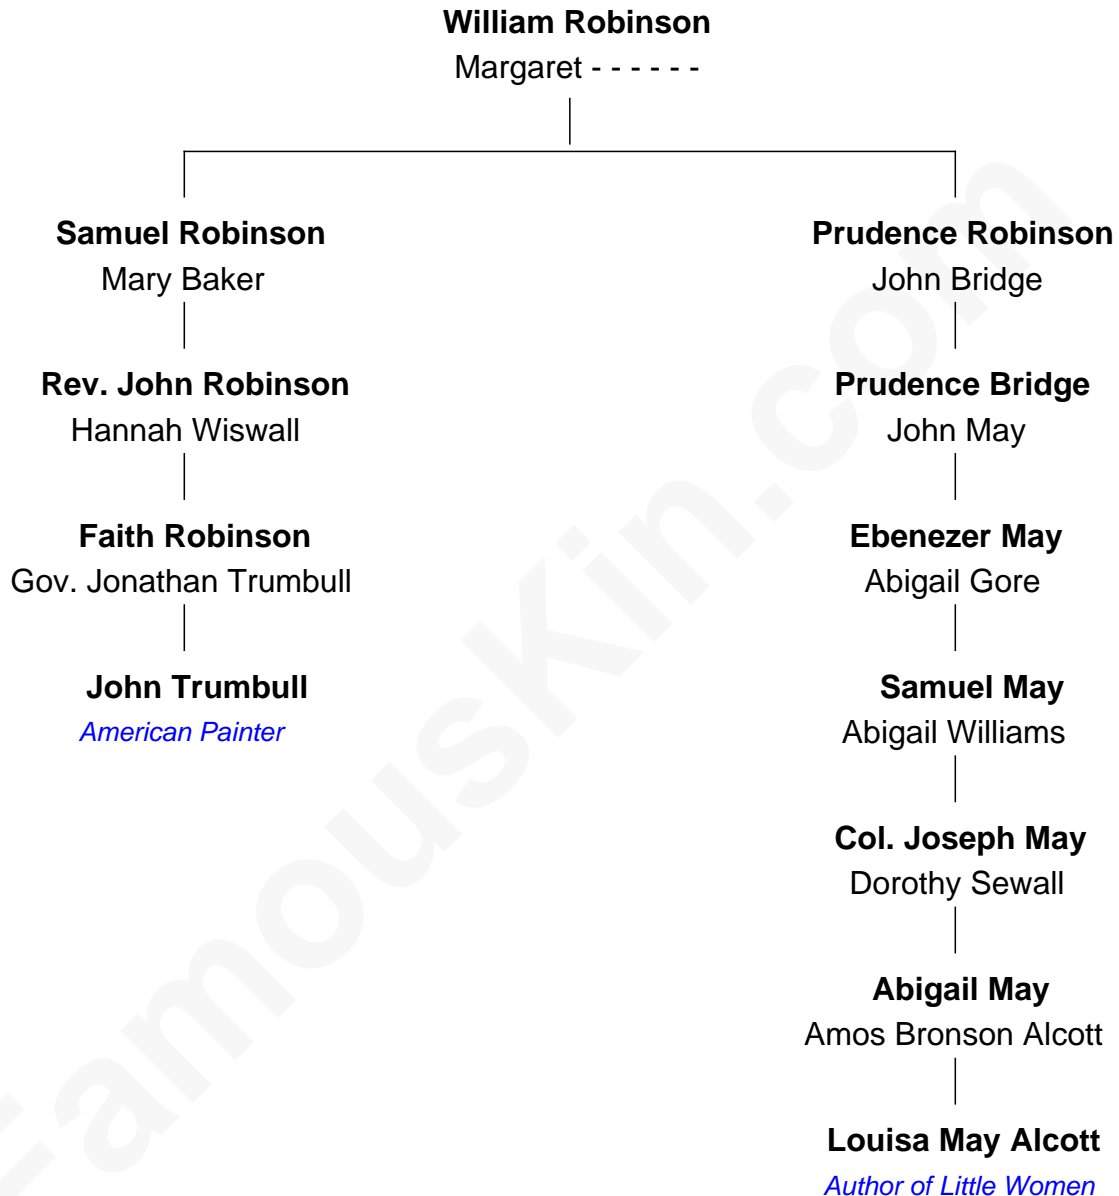 William Robinson
Margaret - - - - - -
Samuel Robinson
Mary Baker
Prudence Robinson
John Bridge
Rev. John Robinson
Hannah Wiswall
Prudence Bridge
John May
Faith Robinson
Gov. Jonathan Trumbull
Ebenezer May
Abigail Gore
John Trumbull
American Painter
Samuel May
Abigail Williams
Col. Joseph May
Dorothy Sewall
Abigail May
Amos Bronson Alcott
Louisa May Alcott
Author of Little Women
FamousKin.com